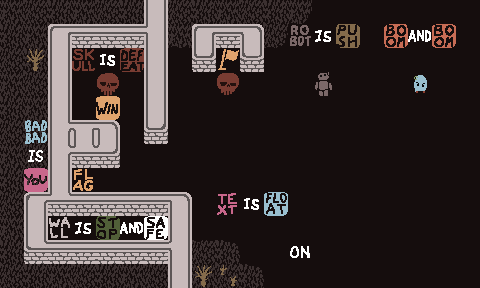 ROBOT IS PUSH
BOOM AND BOOM
SKULL IS DEFEAT
WIN
BADBAD
IS
YOU
FLAG
TEXT IS FLOAT
WALL IS STOP AND SAFE
ON